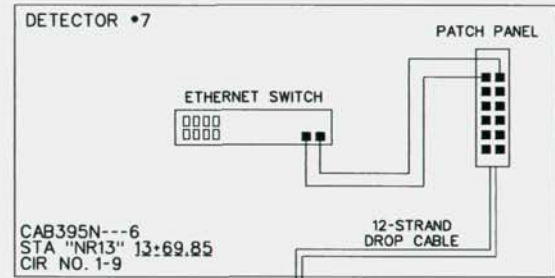 DETECTOR #7
PATCH PANEL
ETHERNET SWITCH
12-STRAND
DROP CABLE
CAB395N---6
STA "NR13" 13+69.85
CIR NO. 1-9